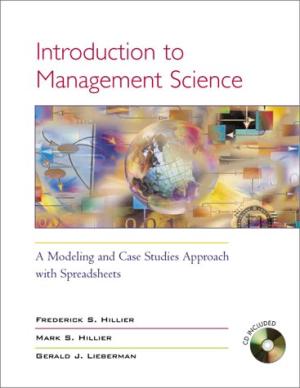 Introduction to
Management Science
A Modeling and Case Studies Approach
with Spreadsheets
Frederick S. Hillier
Mark S. Hillier
Gerald J. Lieberman
CD INCLUDED